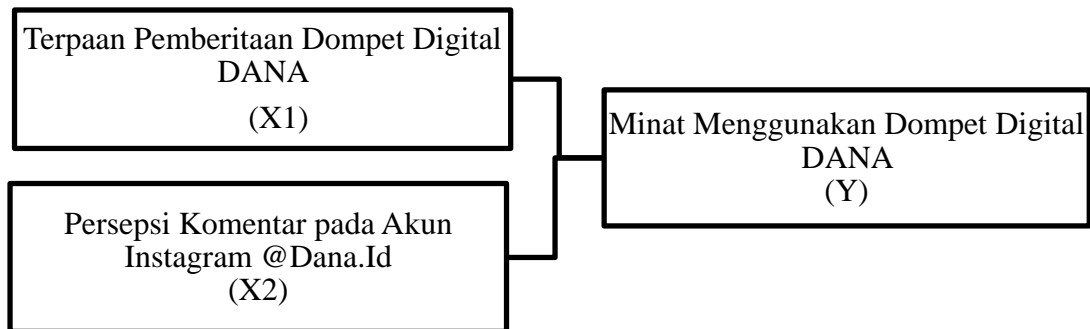 Terpaan Pemberitaan Dompet Digital
DANA
(X1)
Persepsi Komentar pada Akun
Instagram @Dana.Id
(X2)
Minat Menggunakan Dompet Digital
DANA
(Y)